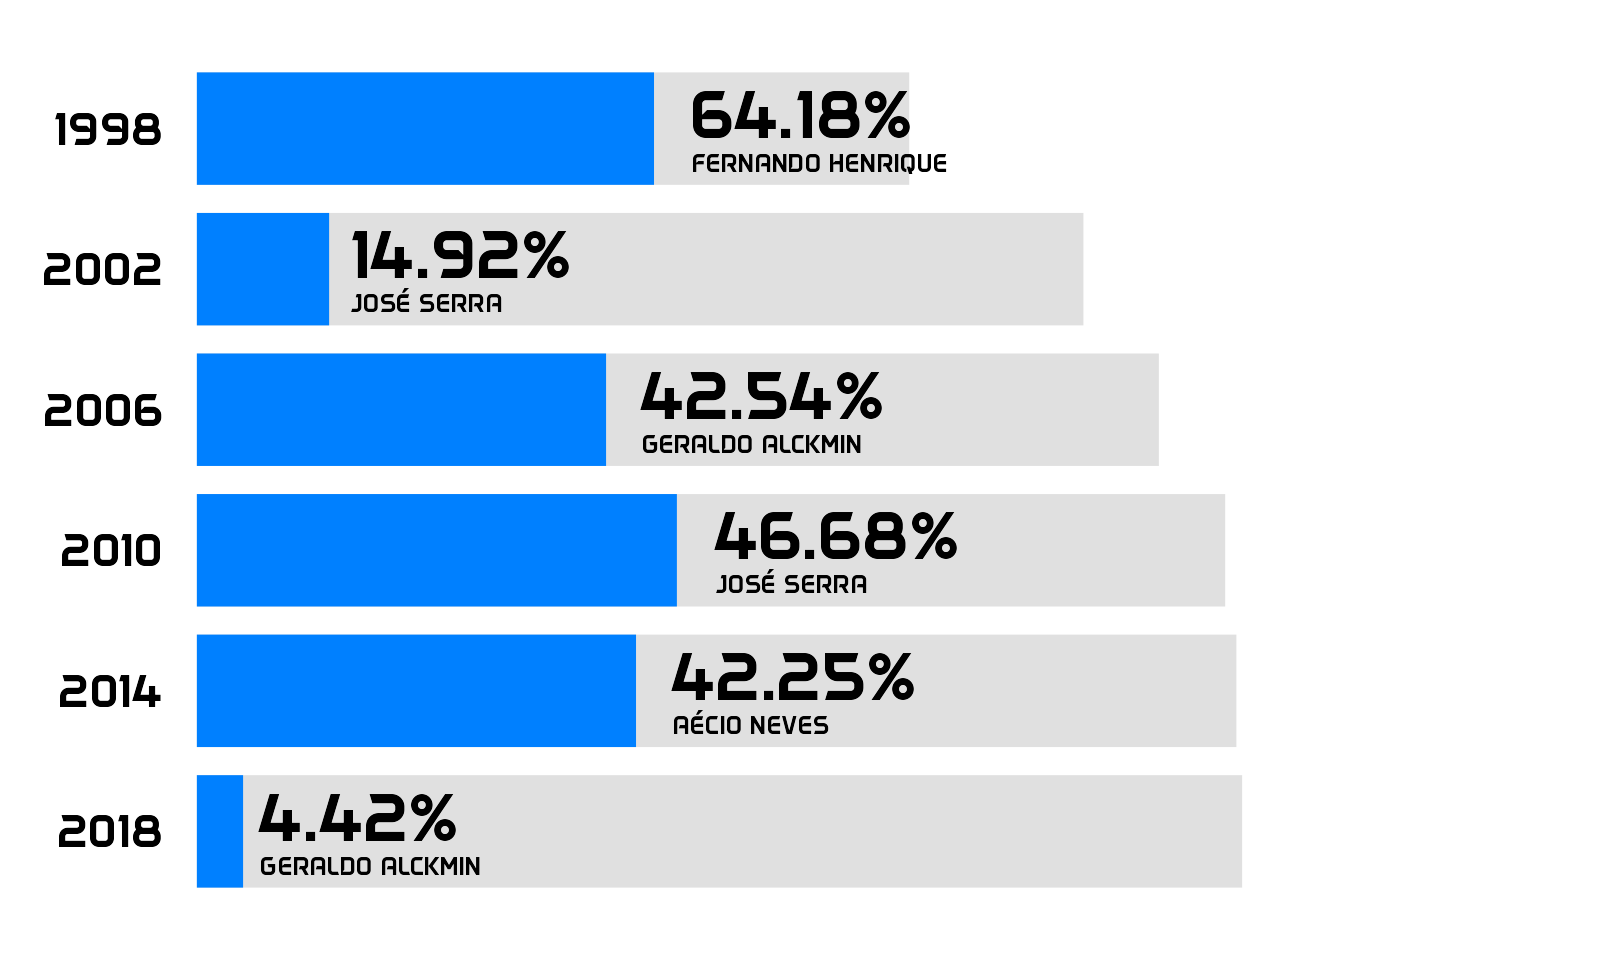 1998
64.18%
FERNANDO HENRIQUE
2002
14.92%
JOSÉ SERRA
2006
42.54%
GERALDO ALCKMIN
2010
46.68%
JOSÉ SERRA
2014
42.25%
AÉCIO NEVES
2018
4.42%
GERALDO ALCKMIN